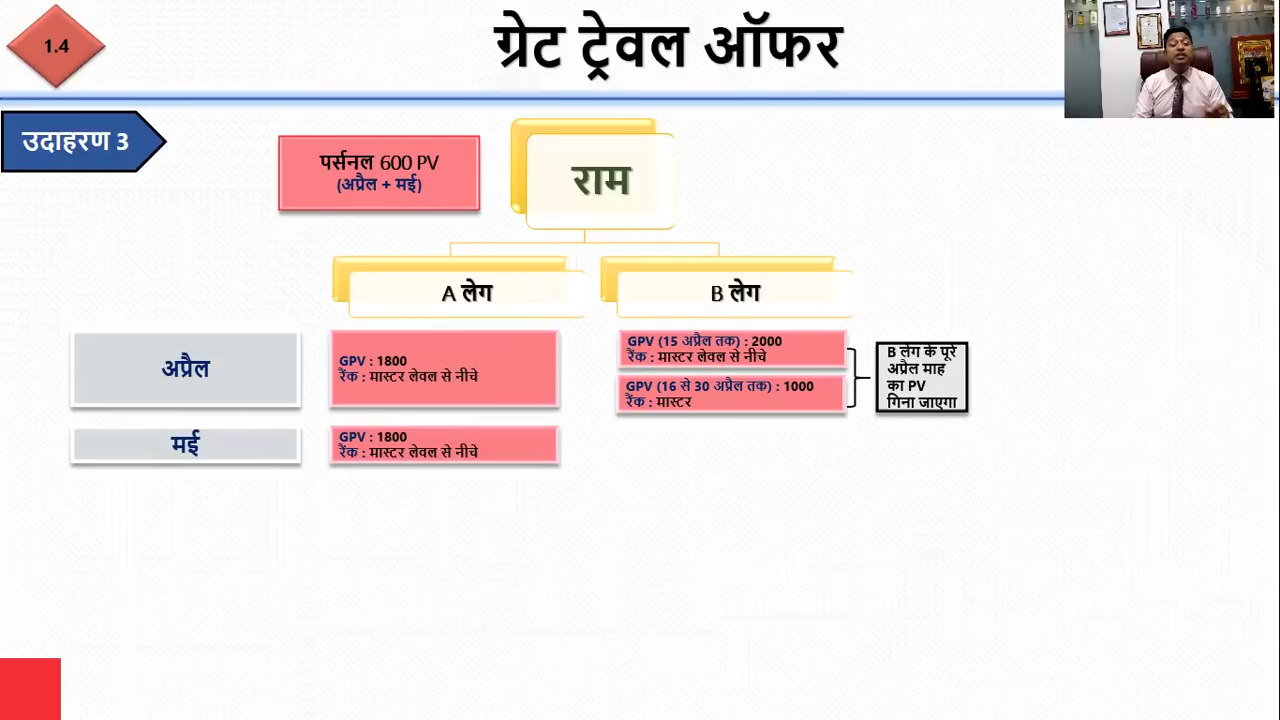 1.4
ग्रेट ट्रेवल ऑफर
उदाहरण 3
पर्सनल 600 PV
(अप्रैल + मई)
राम
A लेग
B लेग
अप्रैल
GPV : 1800
रैंक : मास्टर लेवल से नीचे
GPV (15 अप्रैल तक) : 2000
रैंक : मास्टर लेवल से नीचे
GPV (16 से 30 अप्रैल तक) : 1000
रैंक : मास्टर
B लेग के पूरे
अप्रैल माह
का PV
गिना जाएगा
मई
GPV : 1800
रैंक : मास्टर लेवल से नीचे